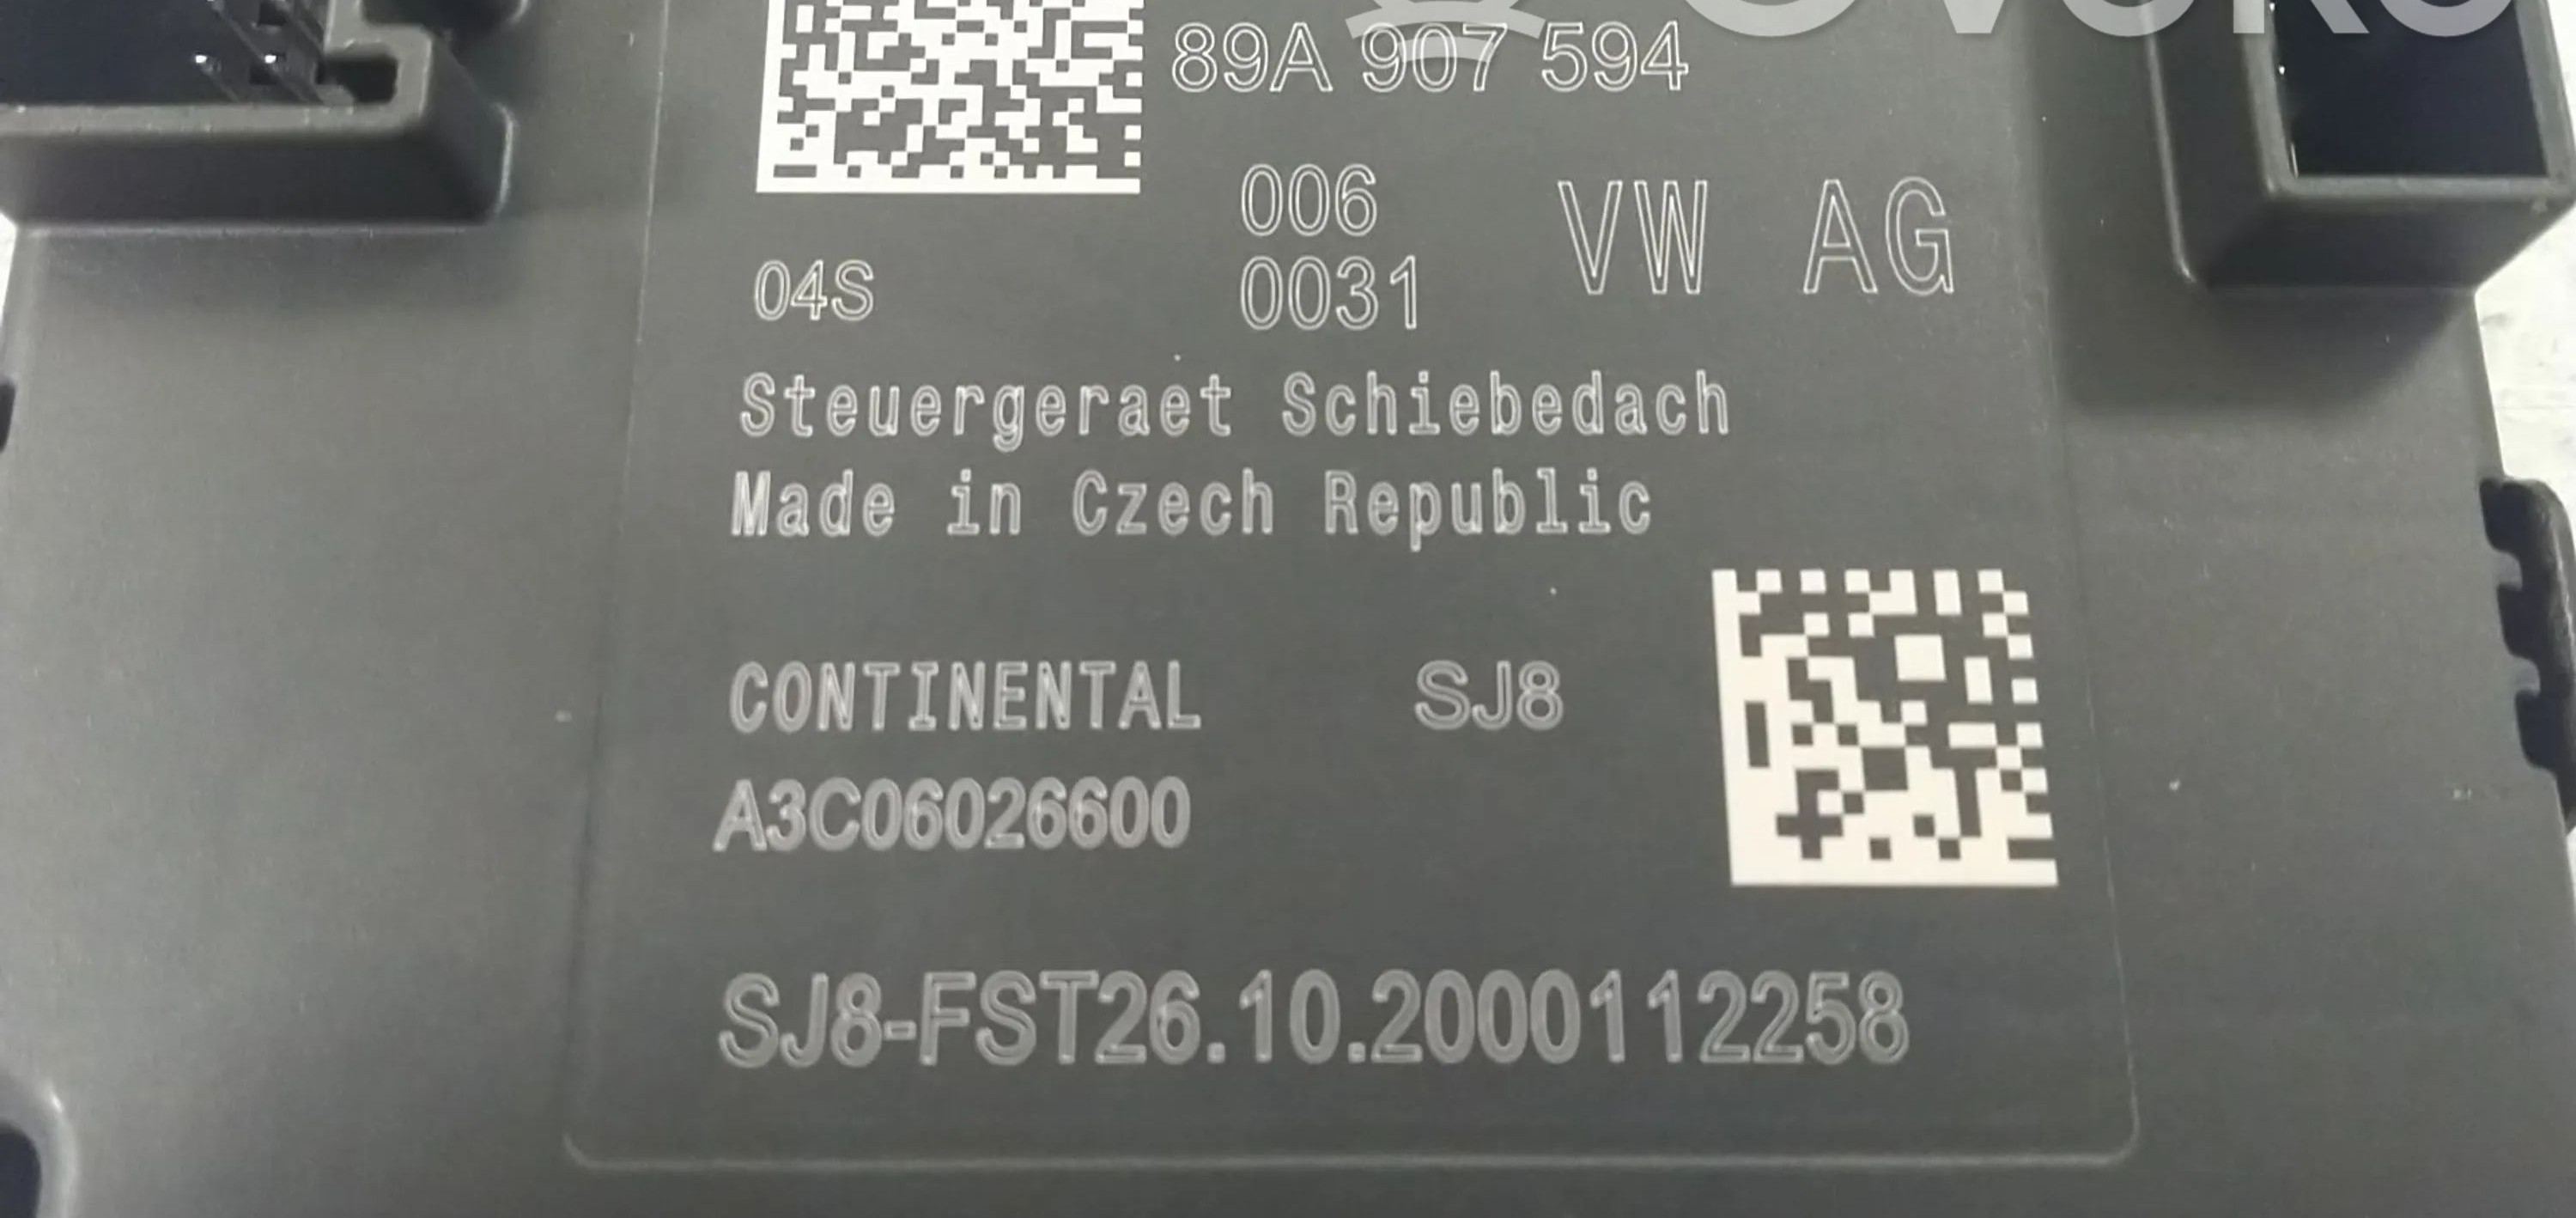 89A 907 594
006
04S 0031 VW AG
Steuergeraet Schiebedach
Made in Czech Republic
CONTINENTAL SJ8
A3C06026600
SJ8-FST26.10.2000112258